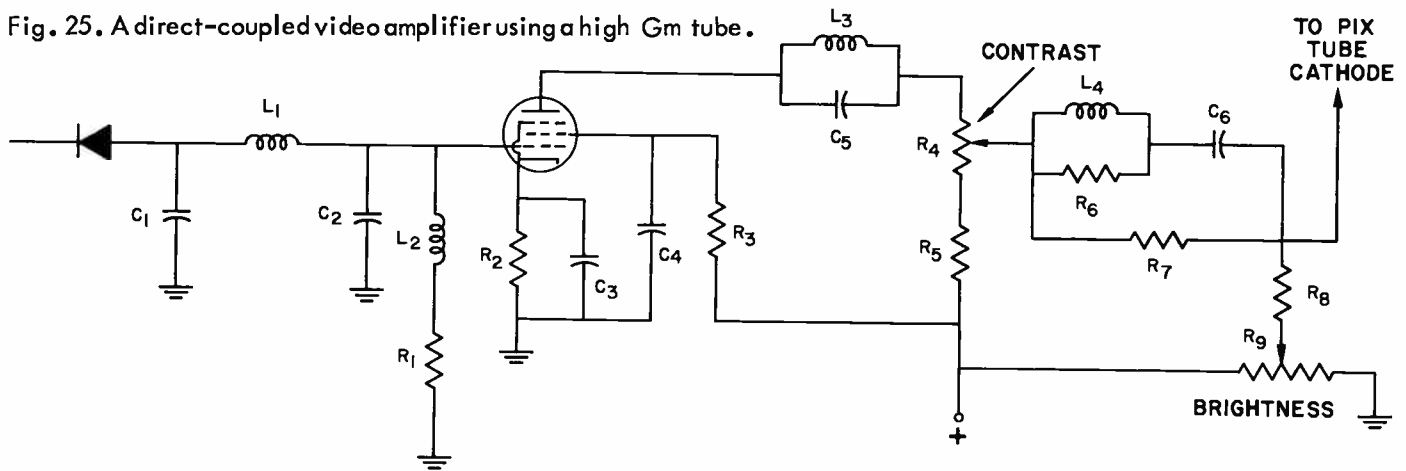 Fig. 25. A direct-coupled video amplifier using a high Gm tube.
L3
C5
CONTRAST
R4
L4
R6
C6
R7
TO PIX
TUBE
CATHODE
L1
C1
C2
L2
R1
R2
C3
C4
R3
R5
R8
R9
BRIGHTNESS
+